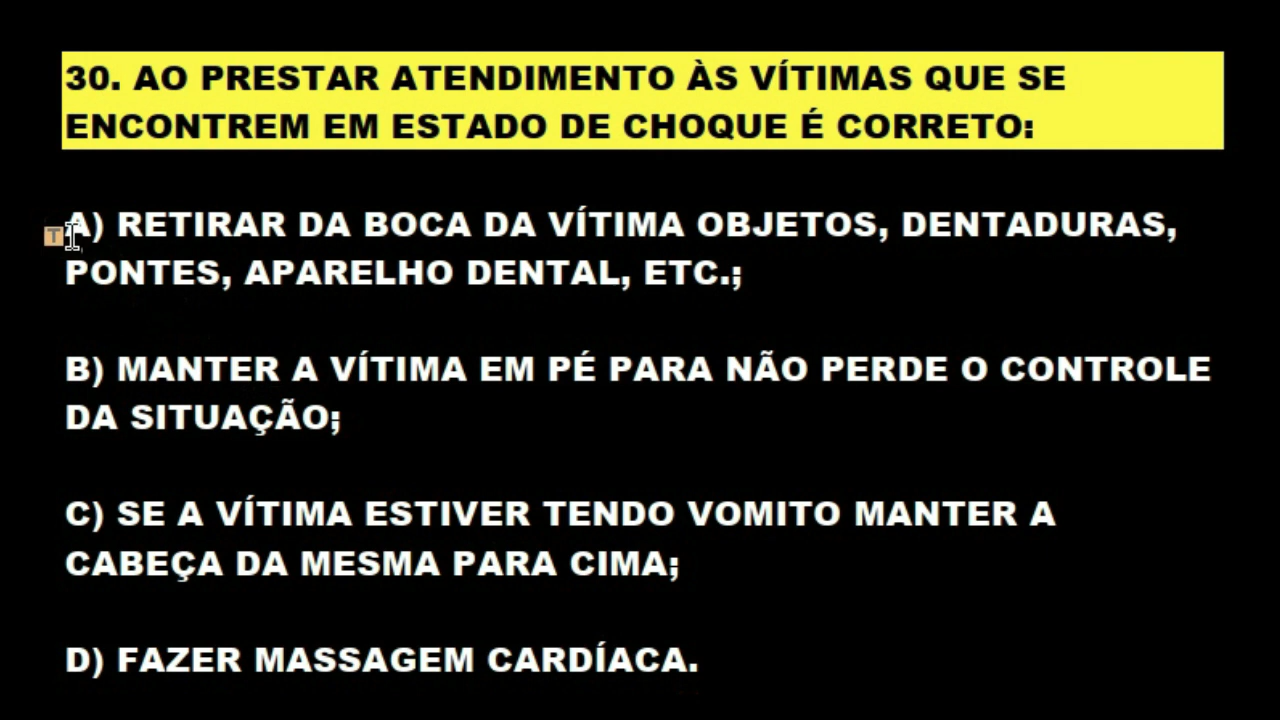 30. AO PRESTAR ATENDIMENTO ÀS VÍTIMAS QUE SE
ENCONTREM EM ESTADO DE CHOQUE É CORRETO:
A) RETIRAR DA BOCA DA VÍTIMA OBJETOS, DENTADURAS,
PONTES, APARELHO DENTAL, ETC.;
B) MANTER A VÍTIMA EM PÉ PARA NÃO PERDE O CONTROLE
DA SITUAÇÃO;
C) SE A VÍTIMA ESTIVER TENDO VOMITO MANTER A
CABEÇA DA MESMA PARA CIMA;
D) FAZER MASSAGEM CARDÍACA.